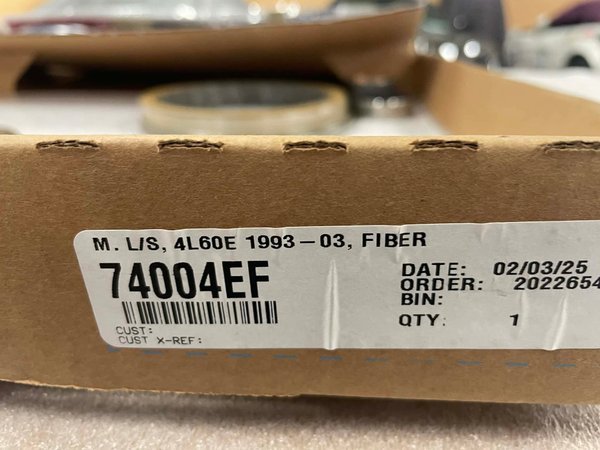 M. L/S, 4L60E 1993-03, FIBER
74004EF
DATE: 02/03/25
ORDER: 2022654
BIN:
QTY: 1
CUST:
CUST X-REF: